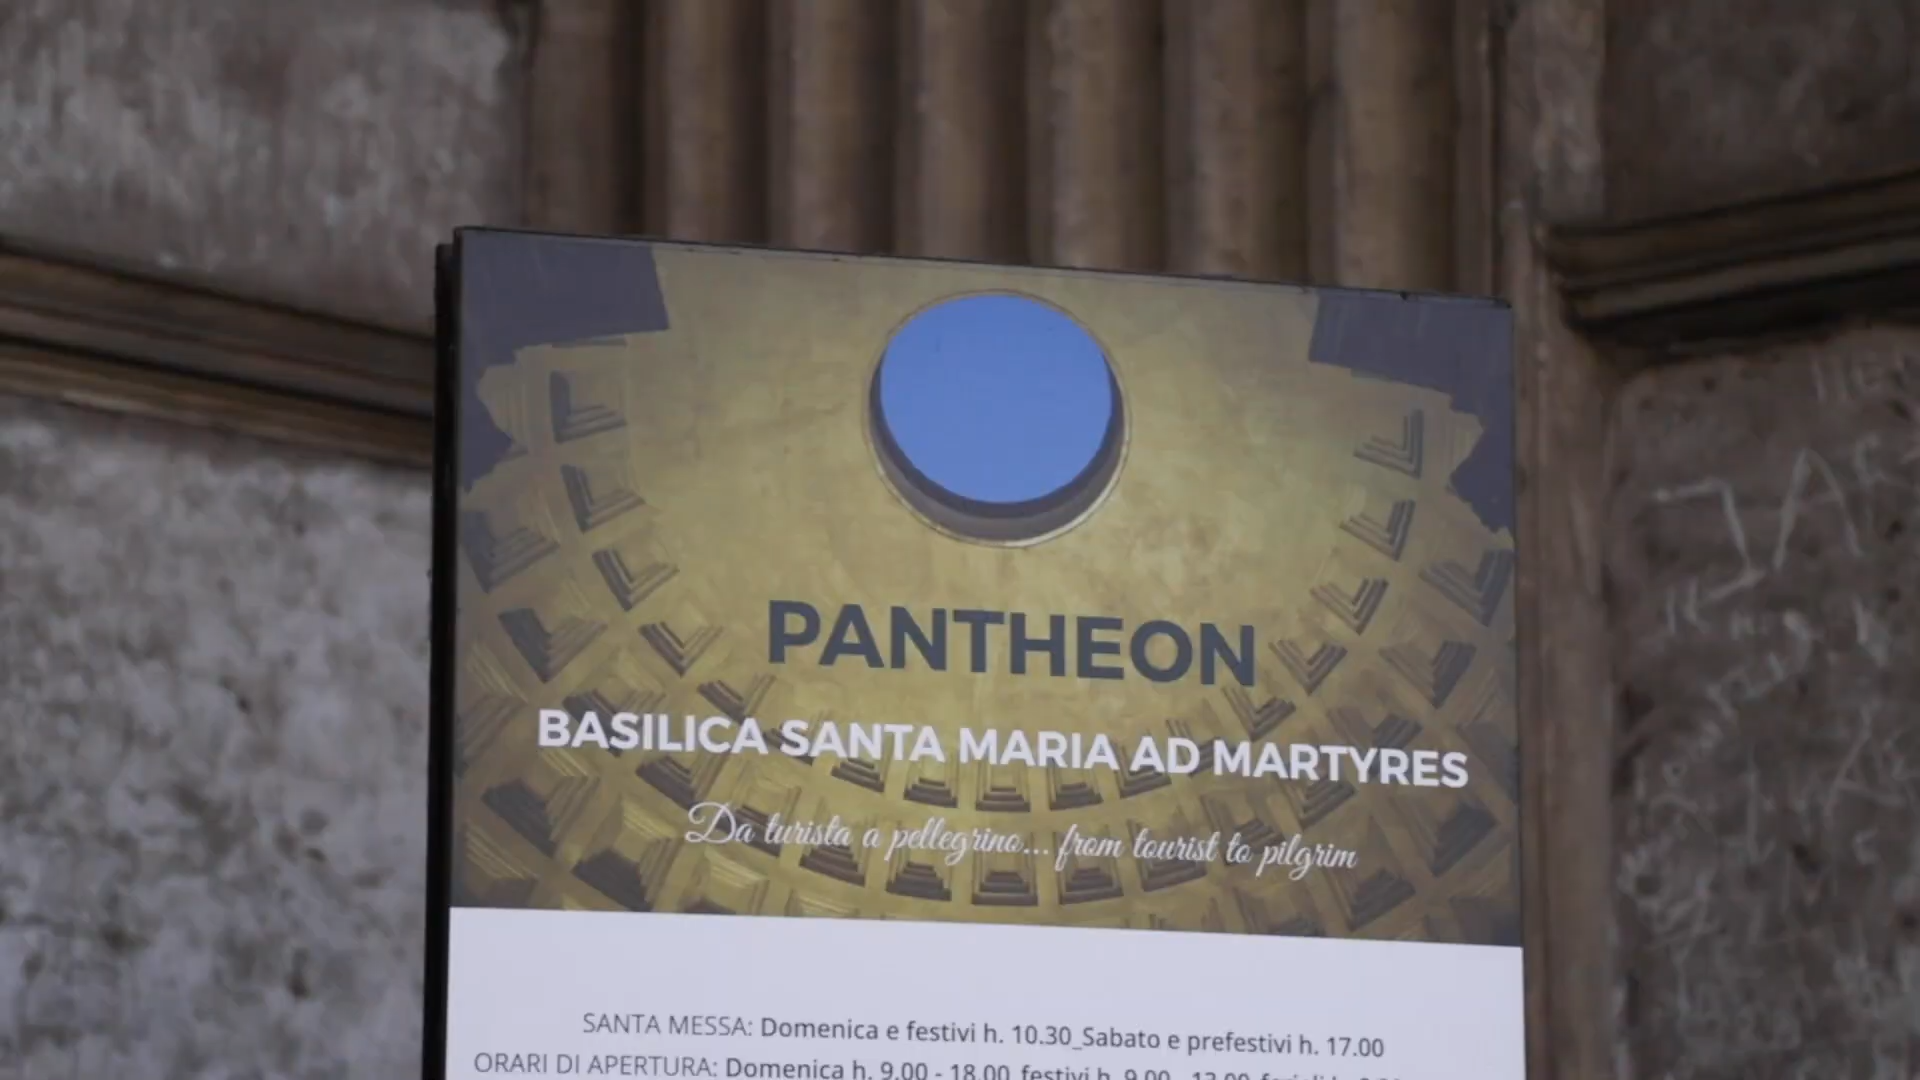 PANTHEON
BASILICA SANTA MARIA AD MARTYRES
Da turista a pellegrino... from tourist to pilgrim
SANTA MESSA: Domenica e festivi h. 10.30_Sabato e prefestivi h. 17.00
ORARI DI APERTURA: Domenica h. 9.00 - 18.00 festivi h. 9.00 - 13.00